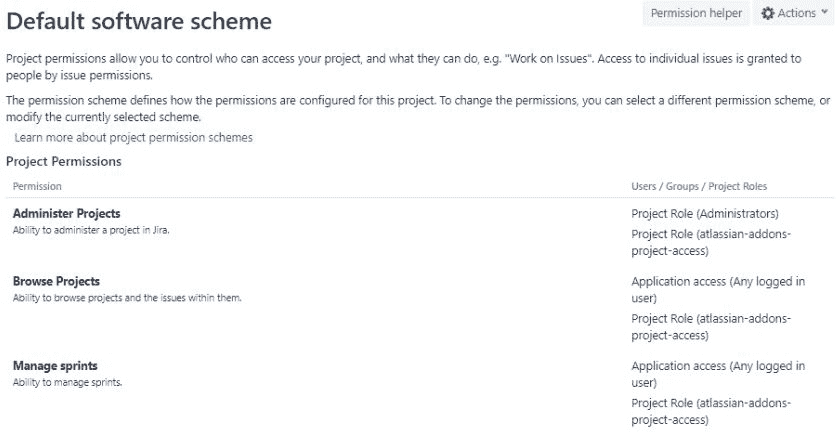 Default software scheme
Permission helper
Actions
Project permissions allow you to control who can access your project, and what they can do, e.g. "Work on Issues". Access to individual issues is granted to
people by issue permissions.
The permission scheme defines how the permissions are configured for this project. To change the permissions, you can select a different permission scheme, or
modify the currently selected scheme.
Learn more about project permission schemes
Project Permissions
Permission
Users / Groups / Project Roles
Administer Projects
Ability to administer a project in Jira.
Project Role (Administrators)
Project Role (atlassian-addons-
project-access)
Browse Projects
Ability to browse projects and the issues within them.
Application access (Any logged in
user)
Project Role (atlassian-addons-
project-access)
Manage sprints
Ability to manage sprints.
Application access (Any logged in
user)
Project Role (atlassian-addons-
project-access)